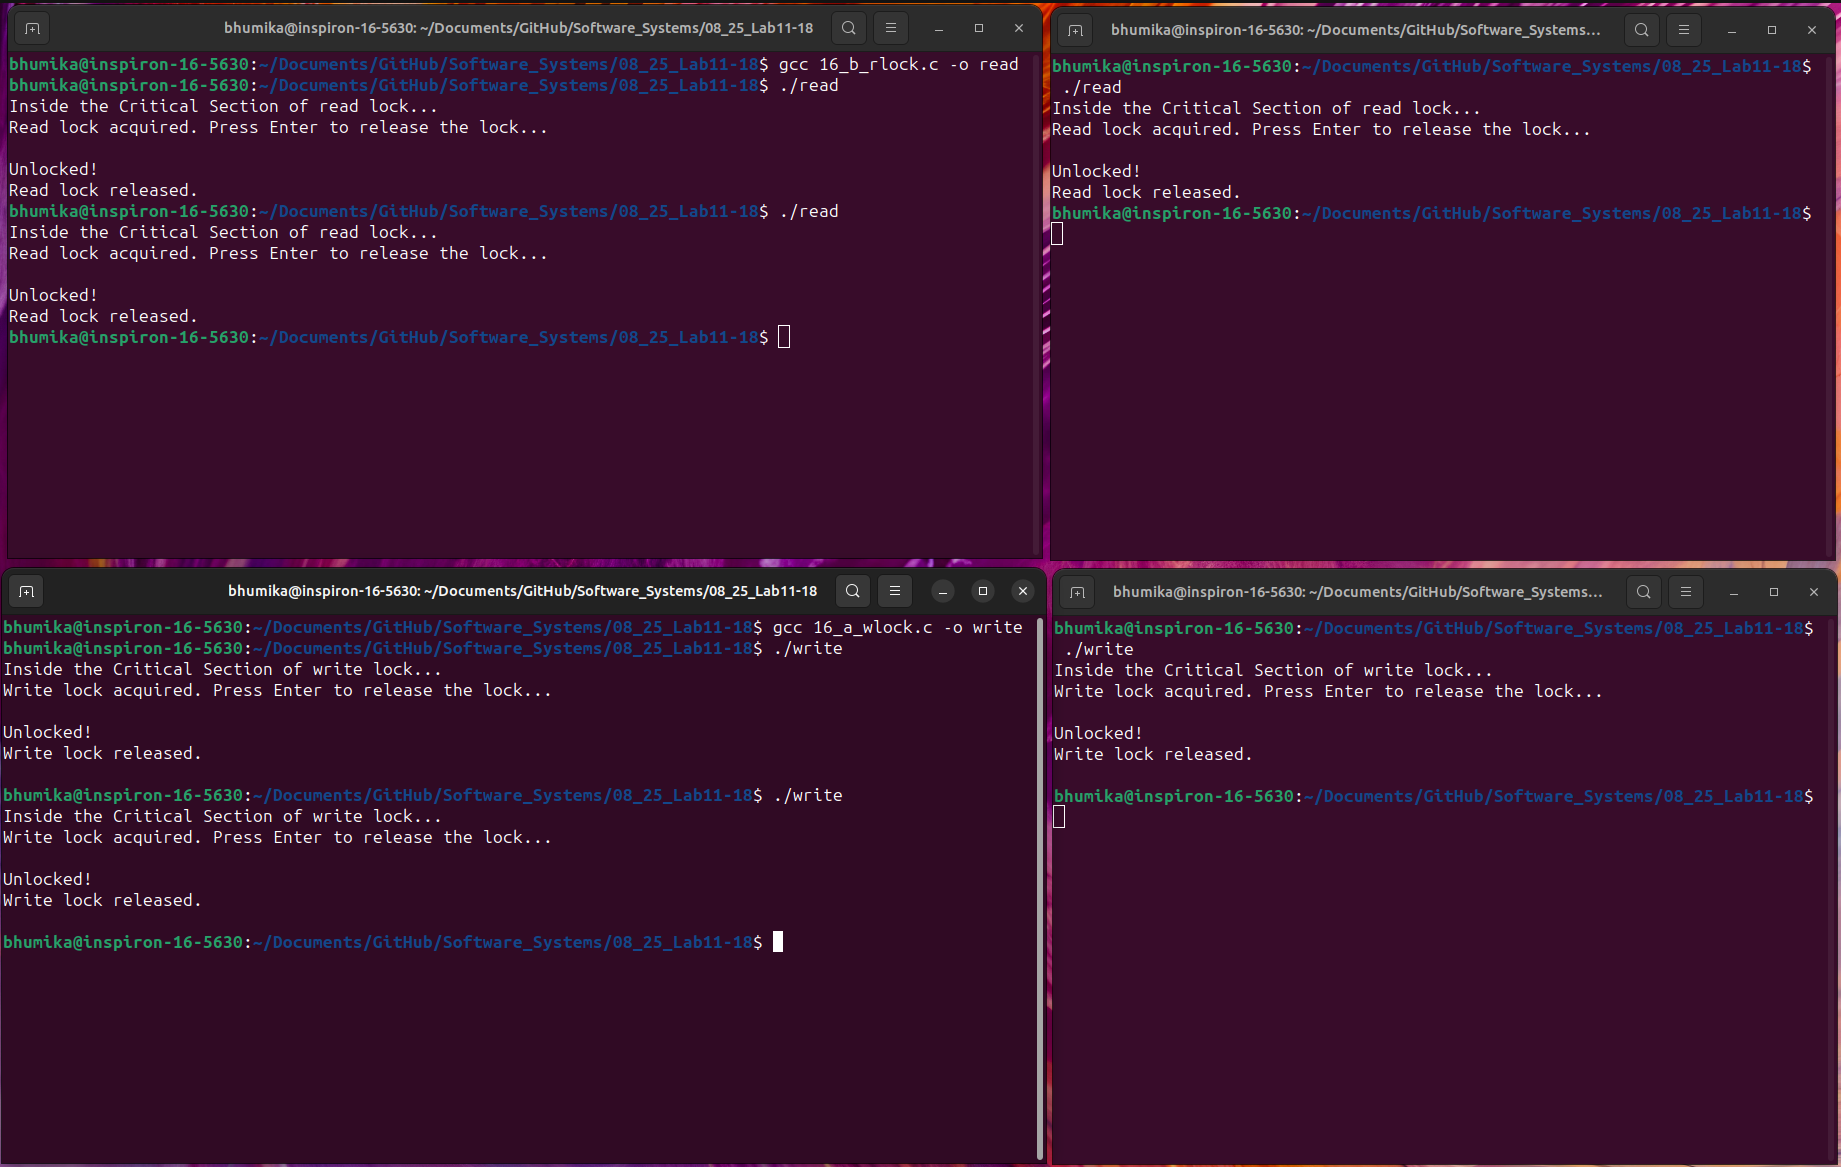 bhumika@inspiron-16-5630: ~/Documents/GitHub/Software_Systems/08_25_Lab11-18
bhumika@inspiron-16-5630:~/Documents/GitHub/Software_Systems/08_25_Lab11-18$ gcc 16_b_rlock.c -o read
bhumika@inspiron-16-5630:~/Documents/GitHub/Software_Systems/08_25_Lab11-18$ ./read
Inside the Critical Section of read lock...
Read lock acquired. Press Enter to release the lock...
Unlocked!
Read lock released.
bhumika@inspiron-16-5630:~/Documents/GitHub/Software_Systems/08_25_Lab11-18$ ./read
Inside the Critical Section of read lock...
Read lock acquired. Press Enter to release the lock...
Unlocked!
Read lock released.
bhumika@inspiron-16-5630:~/Documents/GitHub/Software_Systems/08_25_Lab11-18$
bhumika@inspiron-16-5630: ~/Documents/GitHub/Software_Systems...
bhumika@inspiron-16-5630:~/Documents/GitHub/Software_Systems/08_25_Lab11-18$
./read
Inside the Critical Section of read lock...
Read lock acquired. Press Enter to release the lock...
Unlocked!
Read lock released.
bhumika@inspiron-16-5630:~/Documents/GitHub/Software_Systems/08_25_Lab11-18$
bhumika@inspiron-16-5630: ~/Documents/GitHub/Software_Systems/08_25_Lab11-18
bhumika@inspiron-16-5630:~/Documents/GitHub/Software_Systems/08_25_Lab11-18$ gcc 16_a_wlock.c -o write
bhumika@inspiron-16-5630:~/Documents/GitHub/Software_Systems/08_25_Lab11-18$ ./write
Inside the Critical Section of write lock...
Write lock acquired. Press Enter to release the lock...
Unlocked!
Write lock released.
bhumika@inspiron-16-5630:~/Documents/GitHub/Software_Systems/08_25_Lab11-18$ ./write
Inside the Critical Section of write lock...
Write lock acquired. Press Enter to release the lock...
Unlocked!
Write lock released.
bhumika@inspiron-16-5630:~/Documents/GitHub/Software_Systems/08_25_Lab11-18$
bhumika@inspiron-16-5630: ~/Documents/GitHub/Software_Systems...
bhumika@inspiron-16-5630:~/Documents/GitHub/Software_Systems/08_25_Lab11-18$
./write
Inside the Critical Section of write lock...
Write lock acquired. Press Enter to release the lock...
Unlocked!
Write lock released.
bhumika@inspiron-16-5630:~/Documents/GitHub/Software_Systems/08_25_Lab11-18$